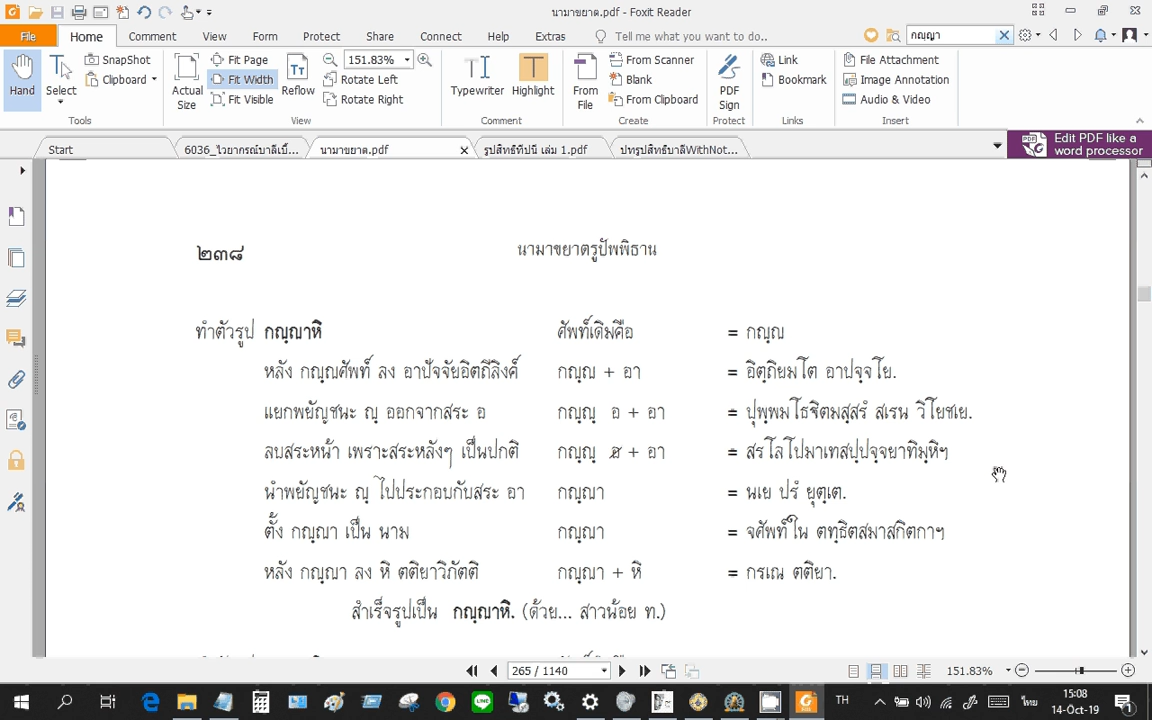 นามาขยาต.pdf - Foxit Reader
File Home Comment View Form Protect Share Connect Help Extras Tell me what you want to do.. กญฺญา
Hand Select SnapShot Clipboard Actual Size Fit Page Fit Width Fit Visible Reflow 151.83% Rotate Left Rotate Right Typewriter Highlight From File From Scanner Blank From Clipboard PDF Sign Link Bookmark File Attachment Image Annotation Audio & Video
Tools View Comment Create Protect Links Insert
Start 6036_ไวยากรณ์บาลีเบื้... นามาขยาต.pdf รูปสิทธิทีปนี เล่ม 1.pdf ปทรูปสิทธิบาลีWithNot... Edit PDF like a word processor
๒๓๘ นามาขยาตรูปัพพิธาน
ทำตัวรูป กญฺญาหิ ศัพท์เดิมคือ = กญฺญ
หลัง กญฺญศัพท์ ลง อาปัจจัยอิตถีลิงค์ กญฺญ + อา = อิตฺถิยมโต อาปจฺจโย.
แยกพยัญชนะ ญฺ ออกจากสระ อ กญฺญฺ อ + อา = ปุพฺพมโธฐิตมสฺสรํ สเรน วิโยชเย.
ลบสระหน้า เพราะสระหลังๆ เป็นปกติ กญฺญฺ อ + อา = สรโลโปมาเทสปฺปจฺจยาทิมฺหิฯ
นำพยัญชนะ ญฺ ไปประกอบกับสระ อา กญฺญา = นเย ปรํ ยุตฺเต.
ตั้ง กญฺญา เป็น นาม กญฺญา = จศัพท์ใน ตทฺธิตสมาสกิตกาฯ
หลัง กญฺญา ลง หิ ตติยาวิภัตติ กญฺญา + หิ = กรเณ ตติยา.
สำเร็จรูปเป็น กญฺญาหิ. (ด้วย... สาวน้อย ท.)
265 / 1140 151.83%
TH ไทย 15:08
14-Oct-19 1